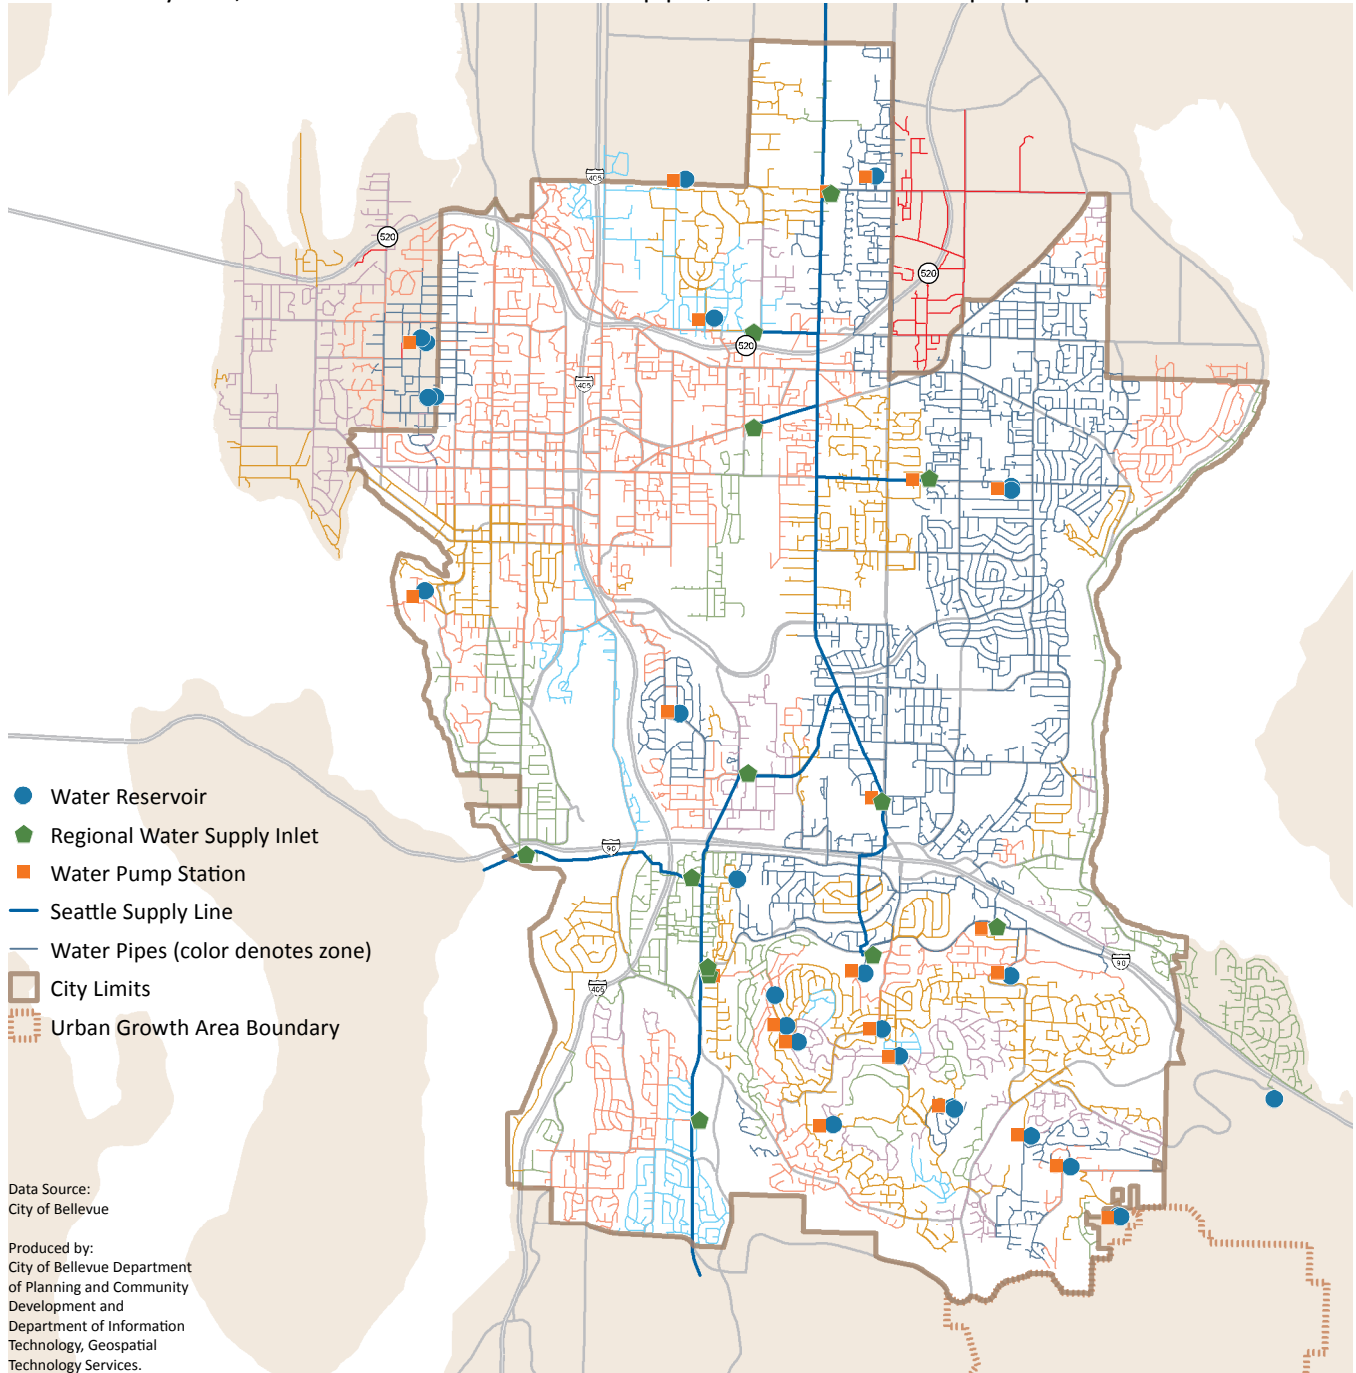 405
520
520
520
405
90
90
405
Water Reservoir
Regional Water Supply Inlet
Water Pump Station
Seattle Supply Line
Water Pipes (color denotes zone)
City Limits
Urban Growth Area Boundary
Data Source:
City of Bellevue
Produced by:
City of Bellevue Department
of Planning and Community
Development and
Department of Information
Technology, Geospatial
Technology Services.